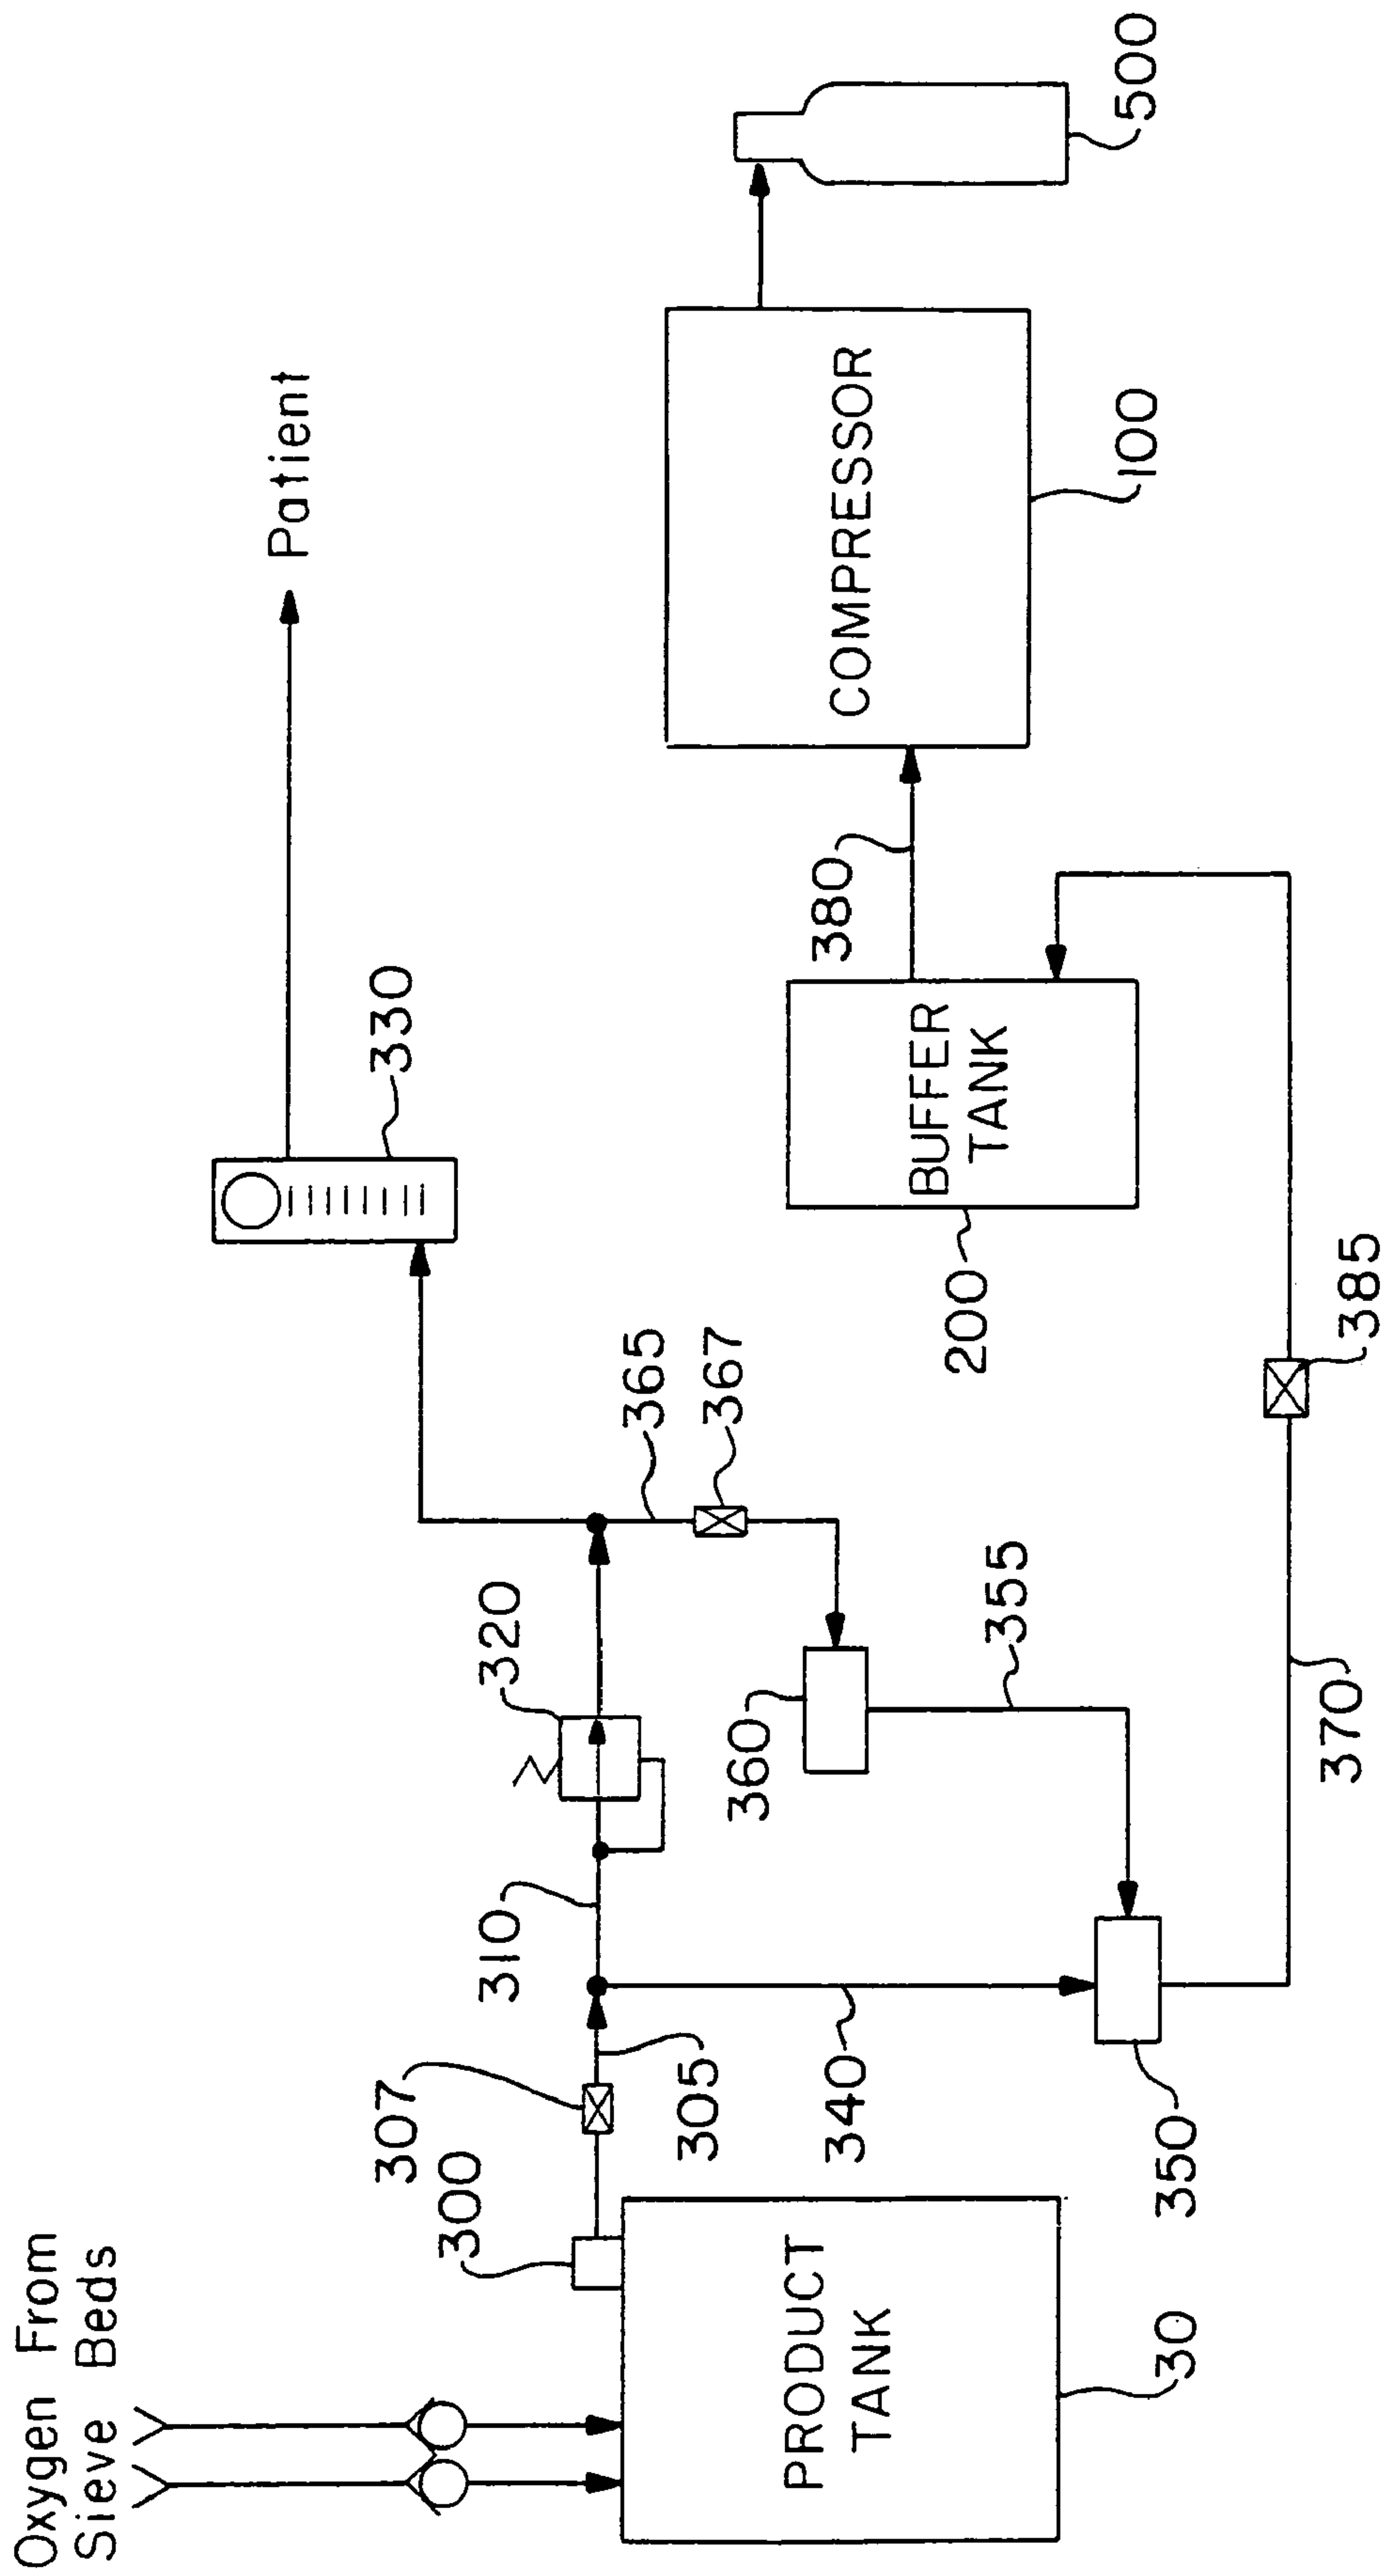 Oxygen From
Sieve Beds
PRODUCT
TANK
30
300
307
305
310
320
340
350
355
360
365
367
330
Patient
370
385
200
BUFFER
TANK
380
COMPRESSOR
100
500